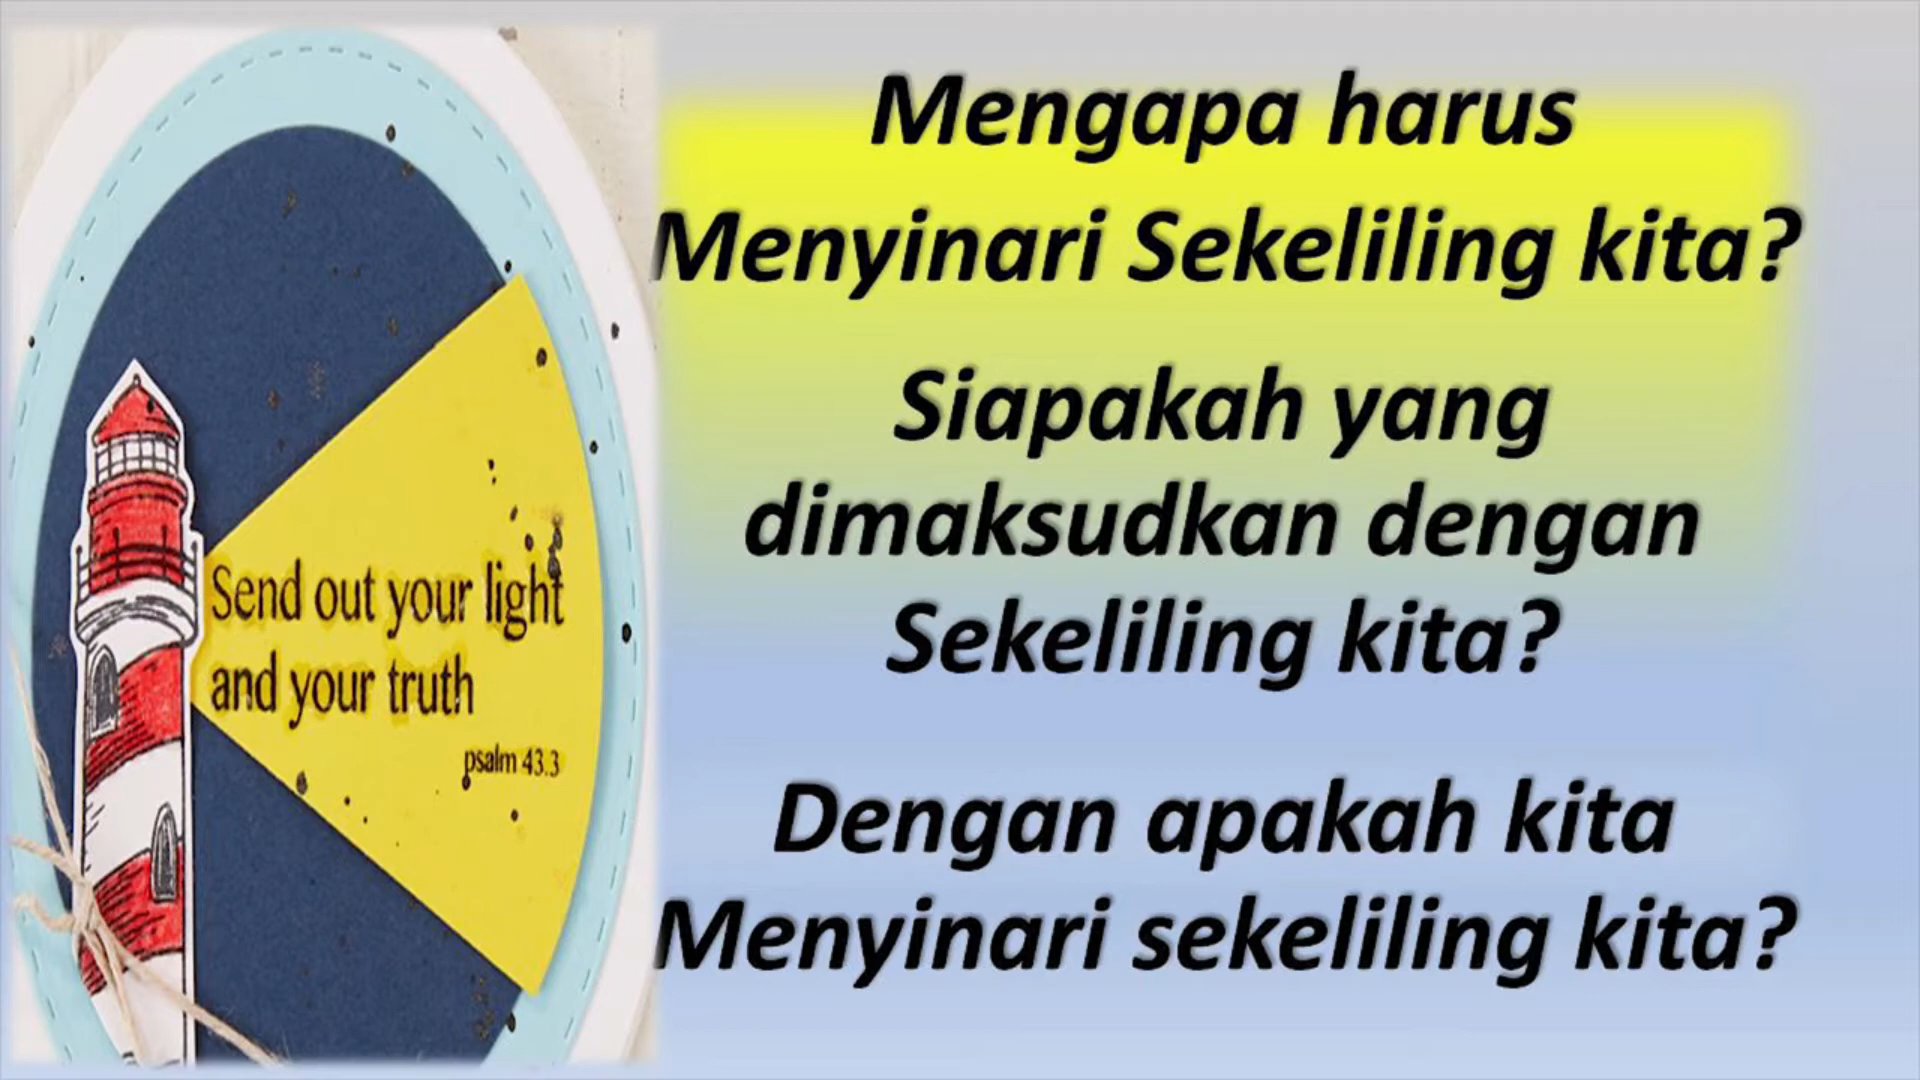 Send out your light
and your truth
psalm 43.3
Mengapa harus
Menyinari Sekeliling kita?
Siapakah yang
dimaksudkan dengan
Sekeliling kita?
Dengan apakah kita
Menyinari sekeliling kita?